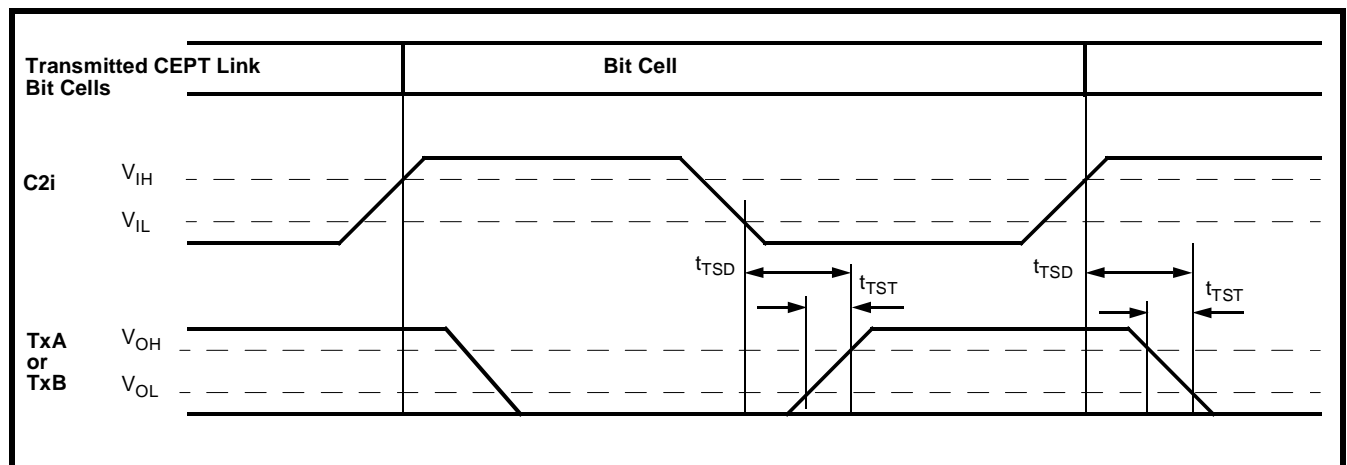 Transmitted CEPT Link
Bit Cells
Bit Cell
C2i
VIH
VIL
tTSD
tTST
tTSD
tTST
TxA
or
TxB
VOH
VOL